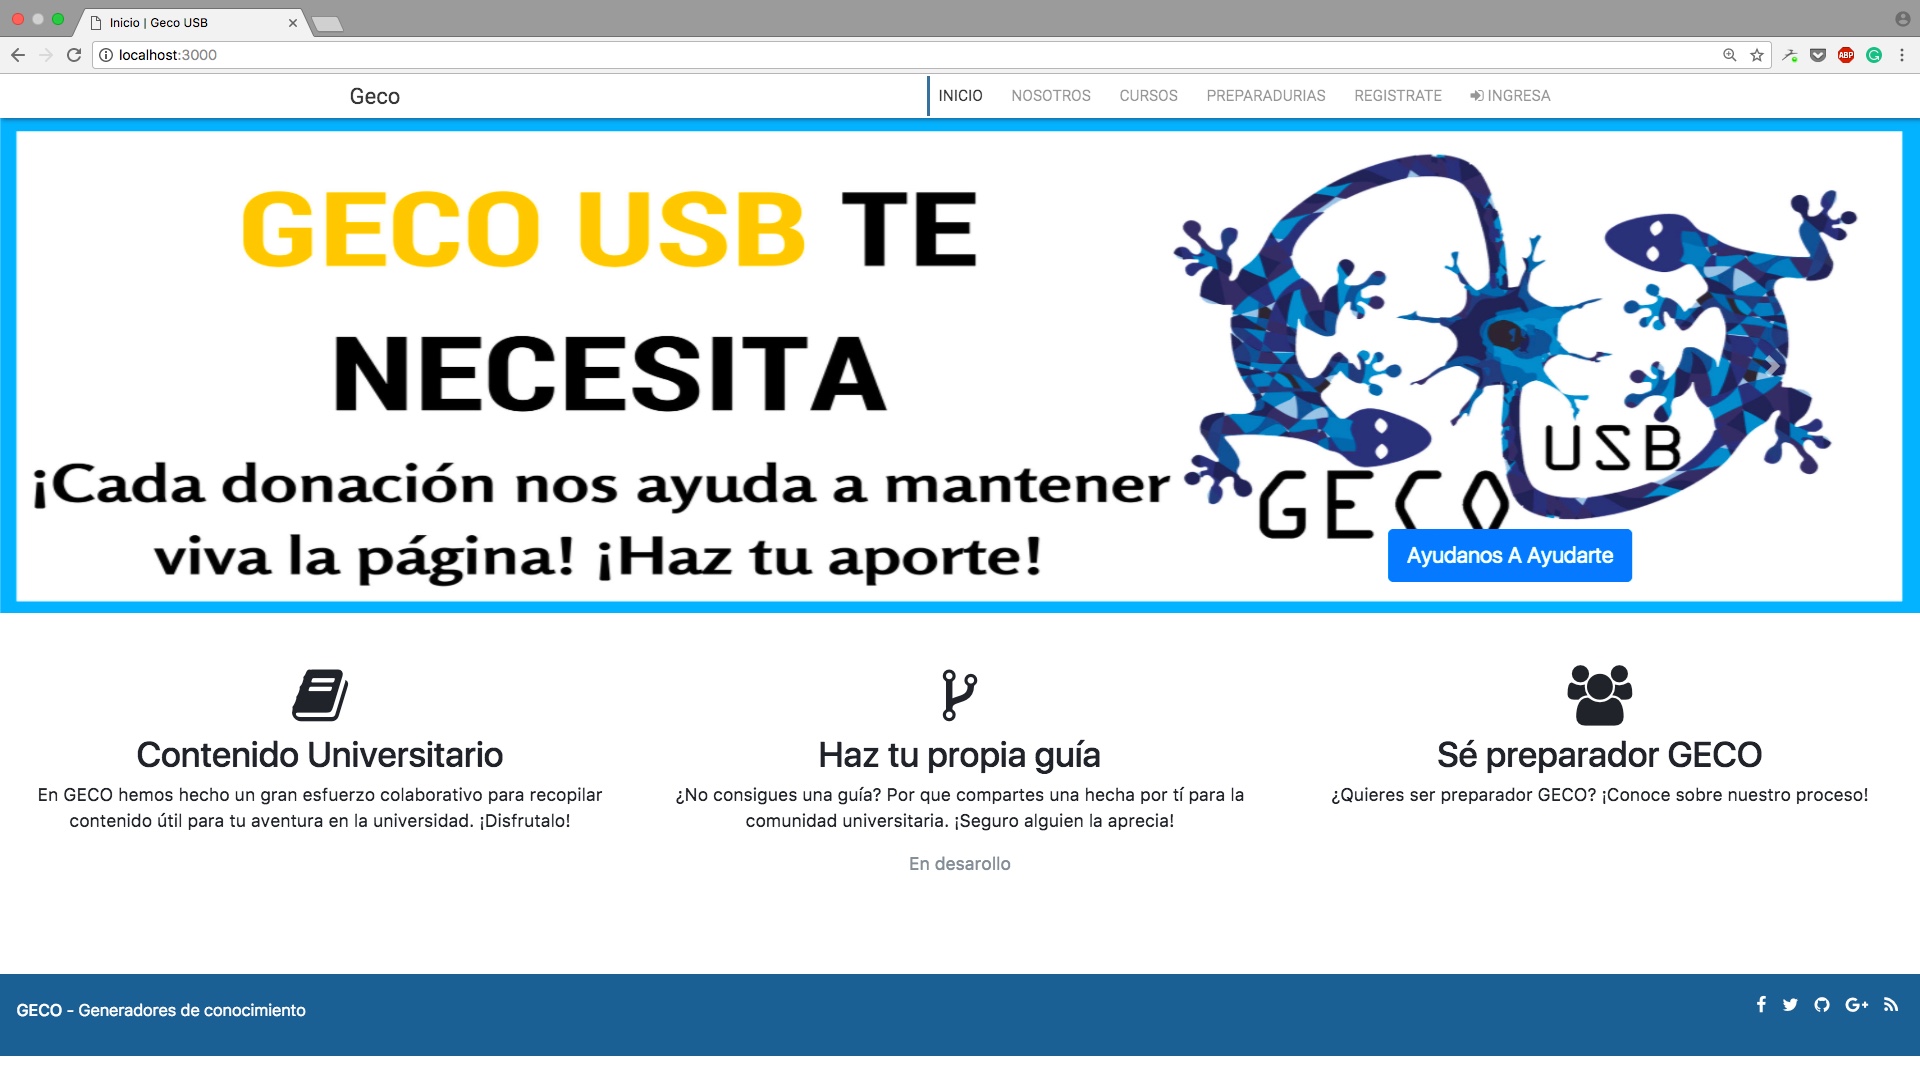 Inicio | Geco USB
localhost:3000
ABP
Geco
INICIO NOSOTROS CURSOS PREPARADURIAS REGISTRATE INGRESA
GECO USB TE
NECESITA
¡Cada donación nos ayuda a mantener
viva la página! ¡Haz tu aporte!
USB
GECO
Ayudanos A Ayudarte
Contenido Universitario
En GECO hemos hecho un gran esfuerzo colaborativo para recopilar
contenido útil para tu aventura en la universidad. ¡Disfrutalo!
Haz tu propia guía
¿No consigues una guía? Por que compartes una hecha por tí para la
comunidad universitaria. ¡Seguro alguien la aprecia!
En desarollo
Sé preparador GECO
¿Quieres ser preparador GECO? ¡Conoce sobre nuestro proceso!
GECO - Generadores de conocimiento
G+